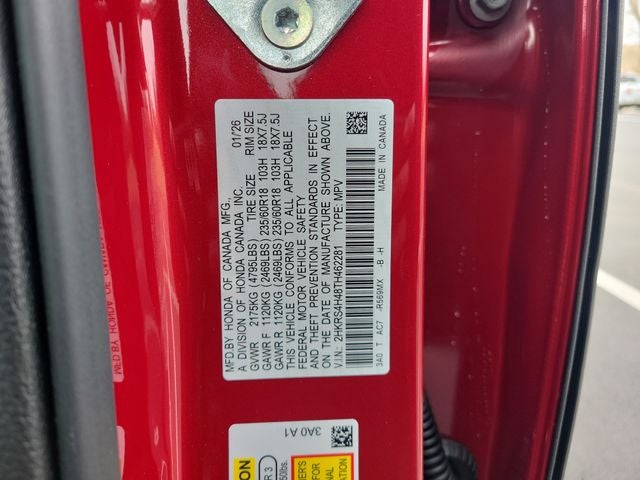 MFD.BY HONDA OF CANADA MFG.,
A DIVISION OF HONDA CANADA INC. 01/26
GVWR 2175KG (4795LBS) TIRE SIZE RIM SIZE
GAWR F 1120KG (2469LBS) 235/60R18 103H 18X7.5J
GAWR R 1120KG (2469LBS) 235/60R18 103H 18X7.5J
THIS VEHICLE CONFORMS TO ALL APPLICABLE
FEDERAL MOTOR VEHICLE SAFETY
AND THEFT PREVENTION STANDARDS IN EFFECT
ON THE DATE OF MANUFACTURE SHOWN ABOVE.
V.I.N.: 2HKRS4H48TH462281 TYPE: MPV
3A0 T AC7 -R569MX -B -H MADE IN CANADA
3A0 A1